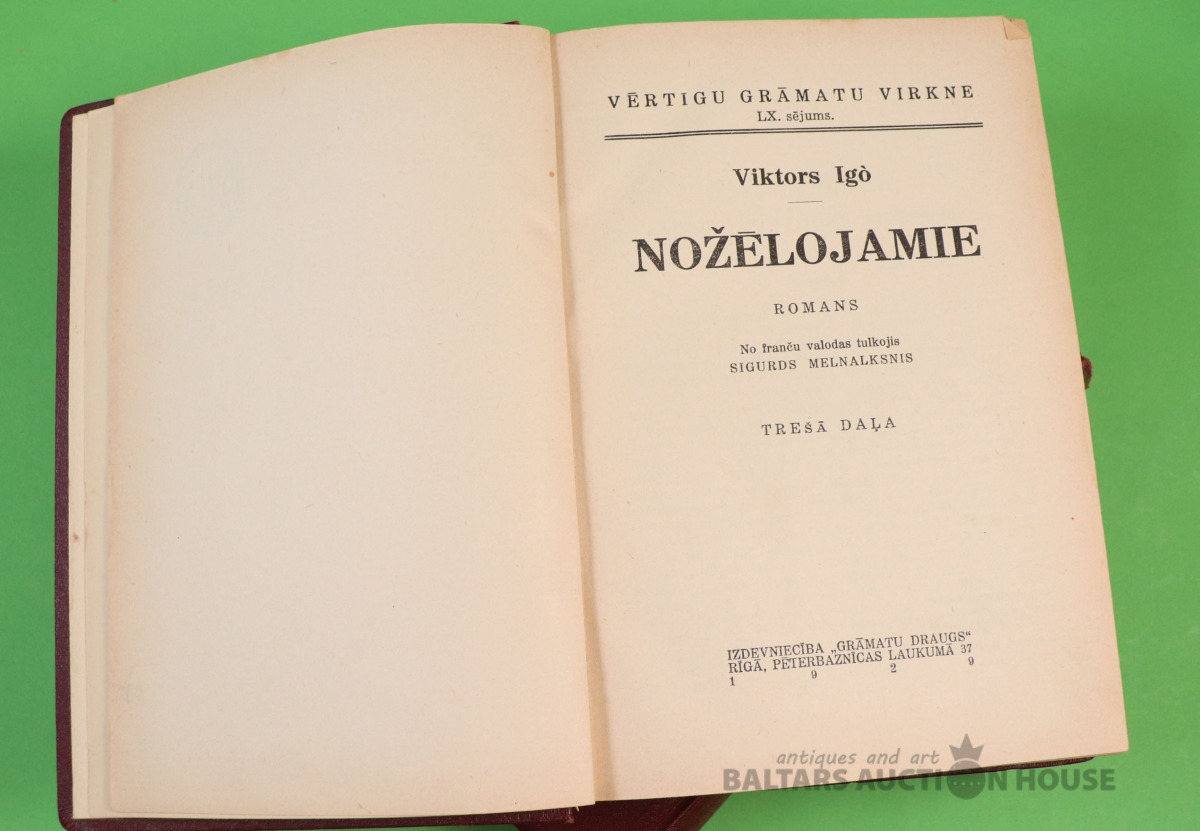 VĒRTIGU GRĀMATU VIRKNE
LX. sējums.
Viktors Igò
NOŽĒLOJAMIE
ROMANS
No franču valodas tulkojis
SIGURDS MELNALKSNIS
TREŠĀ DAĻA
IZDEVNIECĪBA „GRĀMATU DRAUGS“
RĪGĀ, PĒTERBAZNĪCAS LAUKUMĀ 37
1 9 2 9
antiques and art
BALTARS AUCTION HOUSE